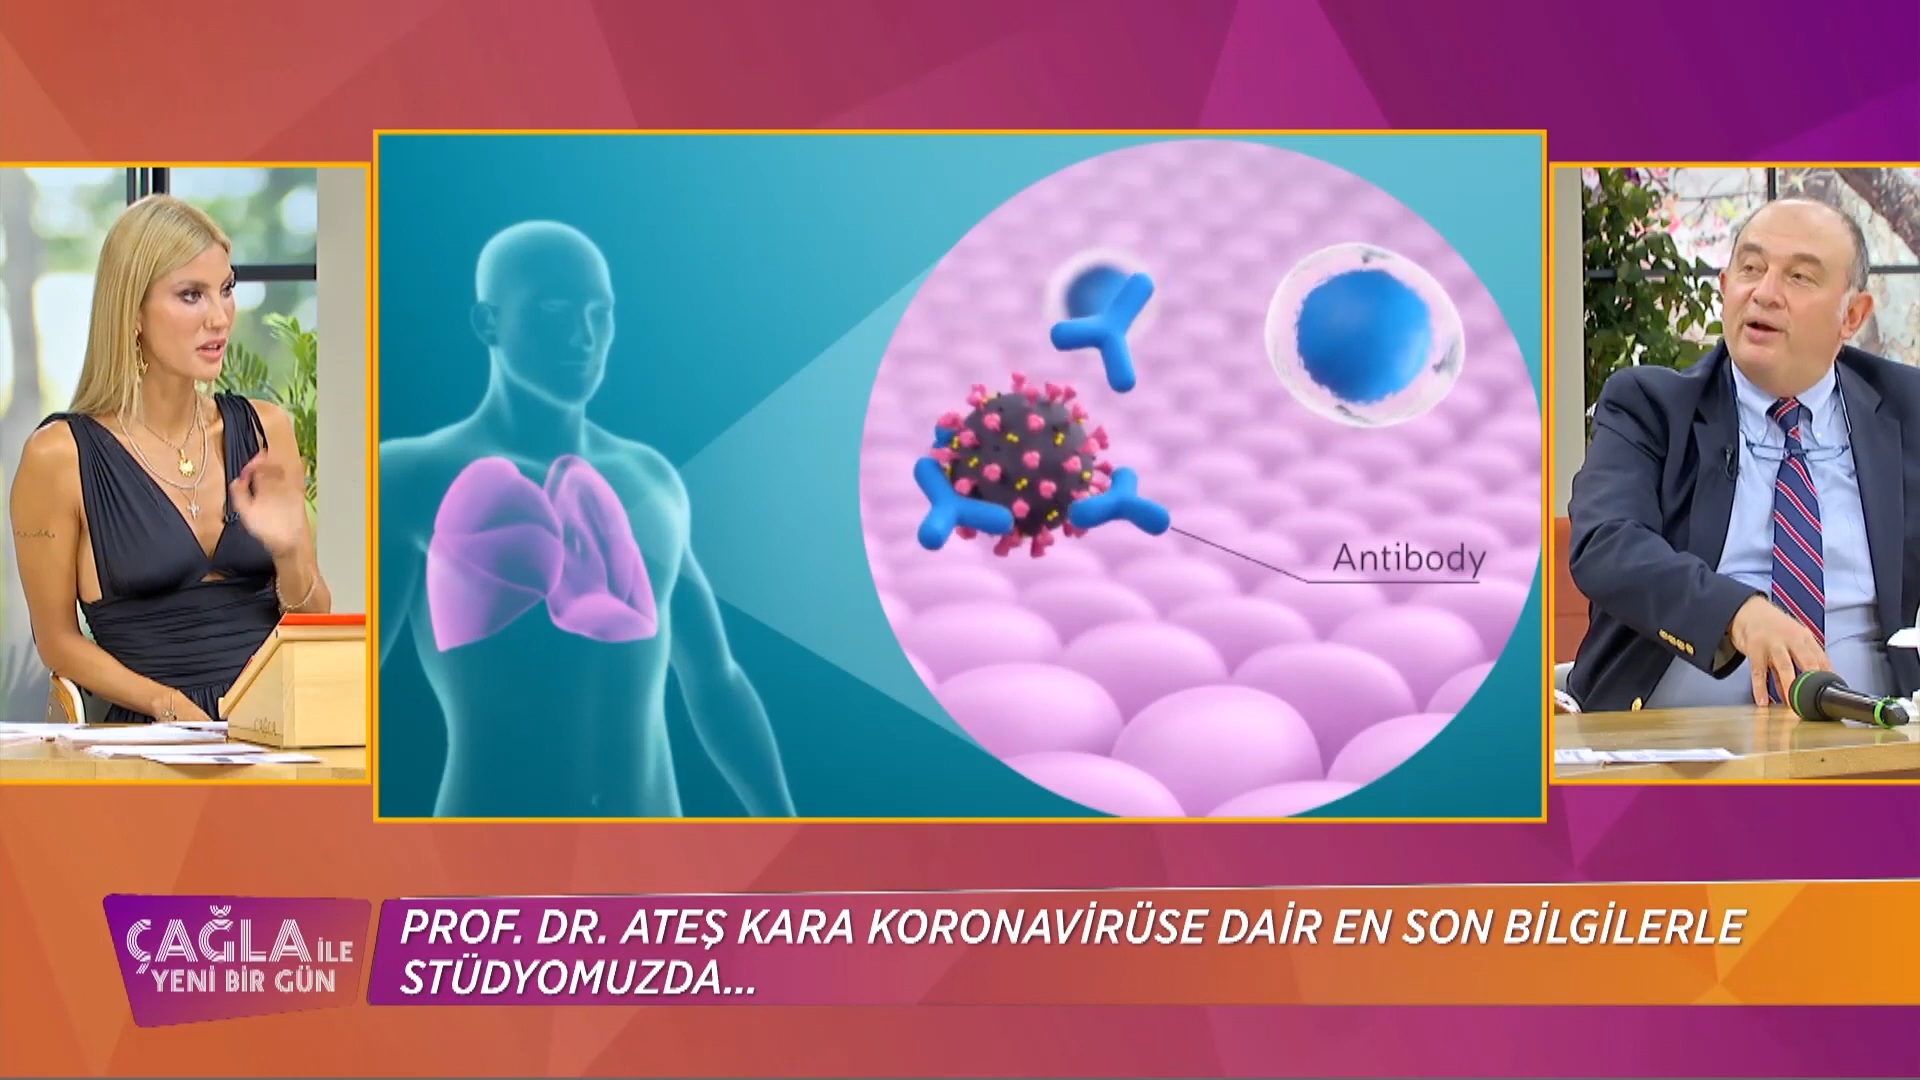 Antibody
ÇAĞLA İLE
YENİ BİR GÜN
PROF. DR. ATEŞ KARA KORONAVİRÜSE DAİR EN SON BİLGİLERLE
STÜDYOMUZDA...